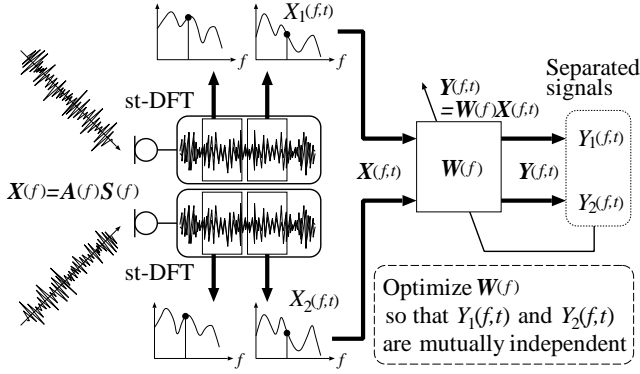 X₁(f,t)
f
f
st-DFT
X(f)=A(f)S(f)
st-DFT
X₂(f,t)
f
f
Y(f,t)
=W(f)X(f,t)
X(f,t)
W(f)
Y(f,t)
Separated
signals
Y₁(f,t)
Y₂(f,t)
Optimize W(f)
so that Y₁(f,t) and Y₂(f,t)
are mutually independent